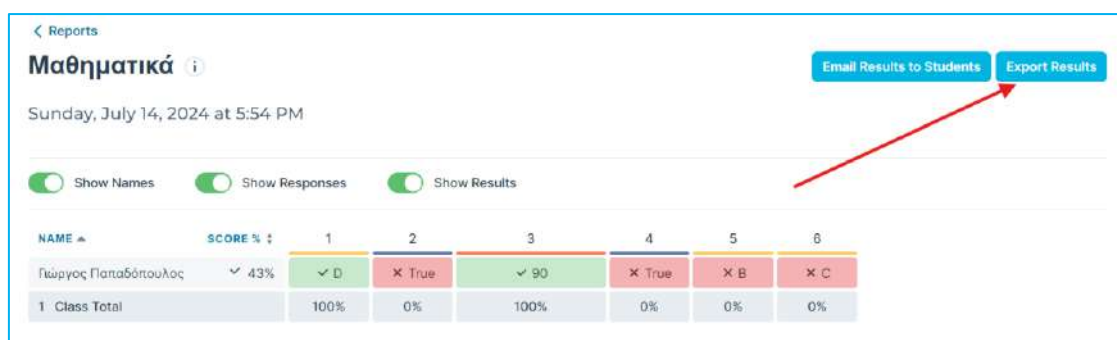 Reports
Μαθηματικά
Email Results to Students
Export Results
Sunday, July 14, 2024 at 5:54 PM
Show Names Show Responses Show Results
NAME SCORE % 1 2 3 4 5 6
Γιώργος Παπαδόπουλος 43% D True 90 True B C
1 Class Total 100% 0% 100% 0% 0% 0%